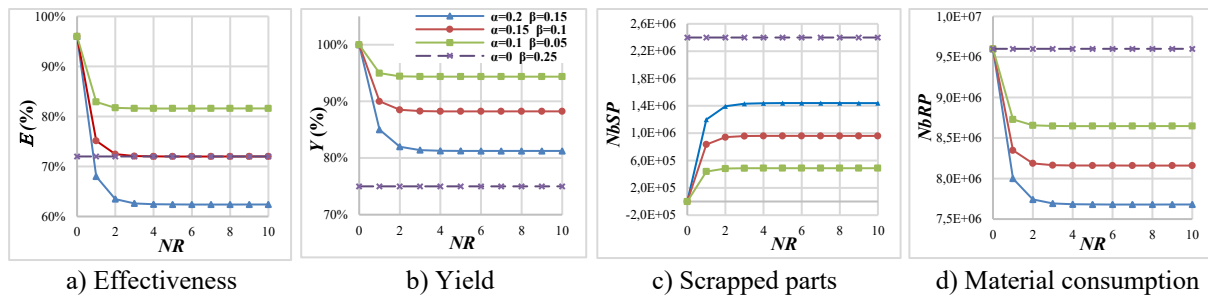 100%
90%
80%
70%
60%
E (%)
0 2 4 6 8 10
NR
a) Effectiveness
100%
90%
80%
70%
Y (%)
α=0.2 β=0.15
α=0.15 β=0.1
α=0.1 β=0.05
α=0 β=0.25
0 2 4 6 8 10
NR
b) Yield
2,6E+06
2,2E+06
1,8E+06
1,4E+06
1,0E+06
6,0E+05
2,0E+05
-2,0E+05
NbSP
0 2 4 6 8 10
NR
c) Scrapped parts
1,0E+07
9,5E+06
9,0E+06
8,5E+06
8,0E+06
7,5E+06
NbRP
0 2 4 6 8 10
NR
d) Material consumption